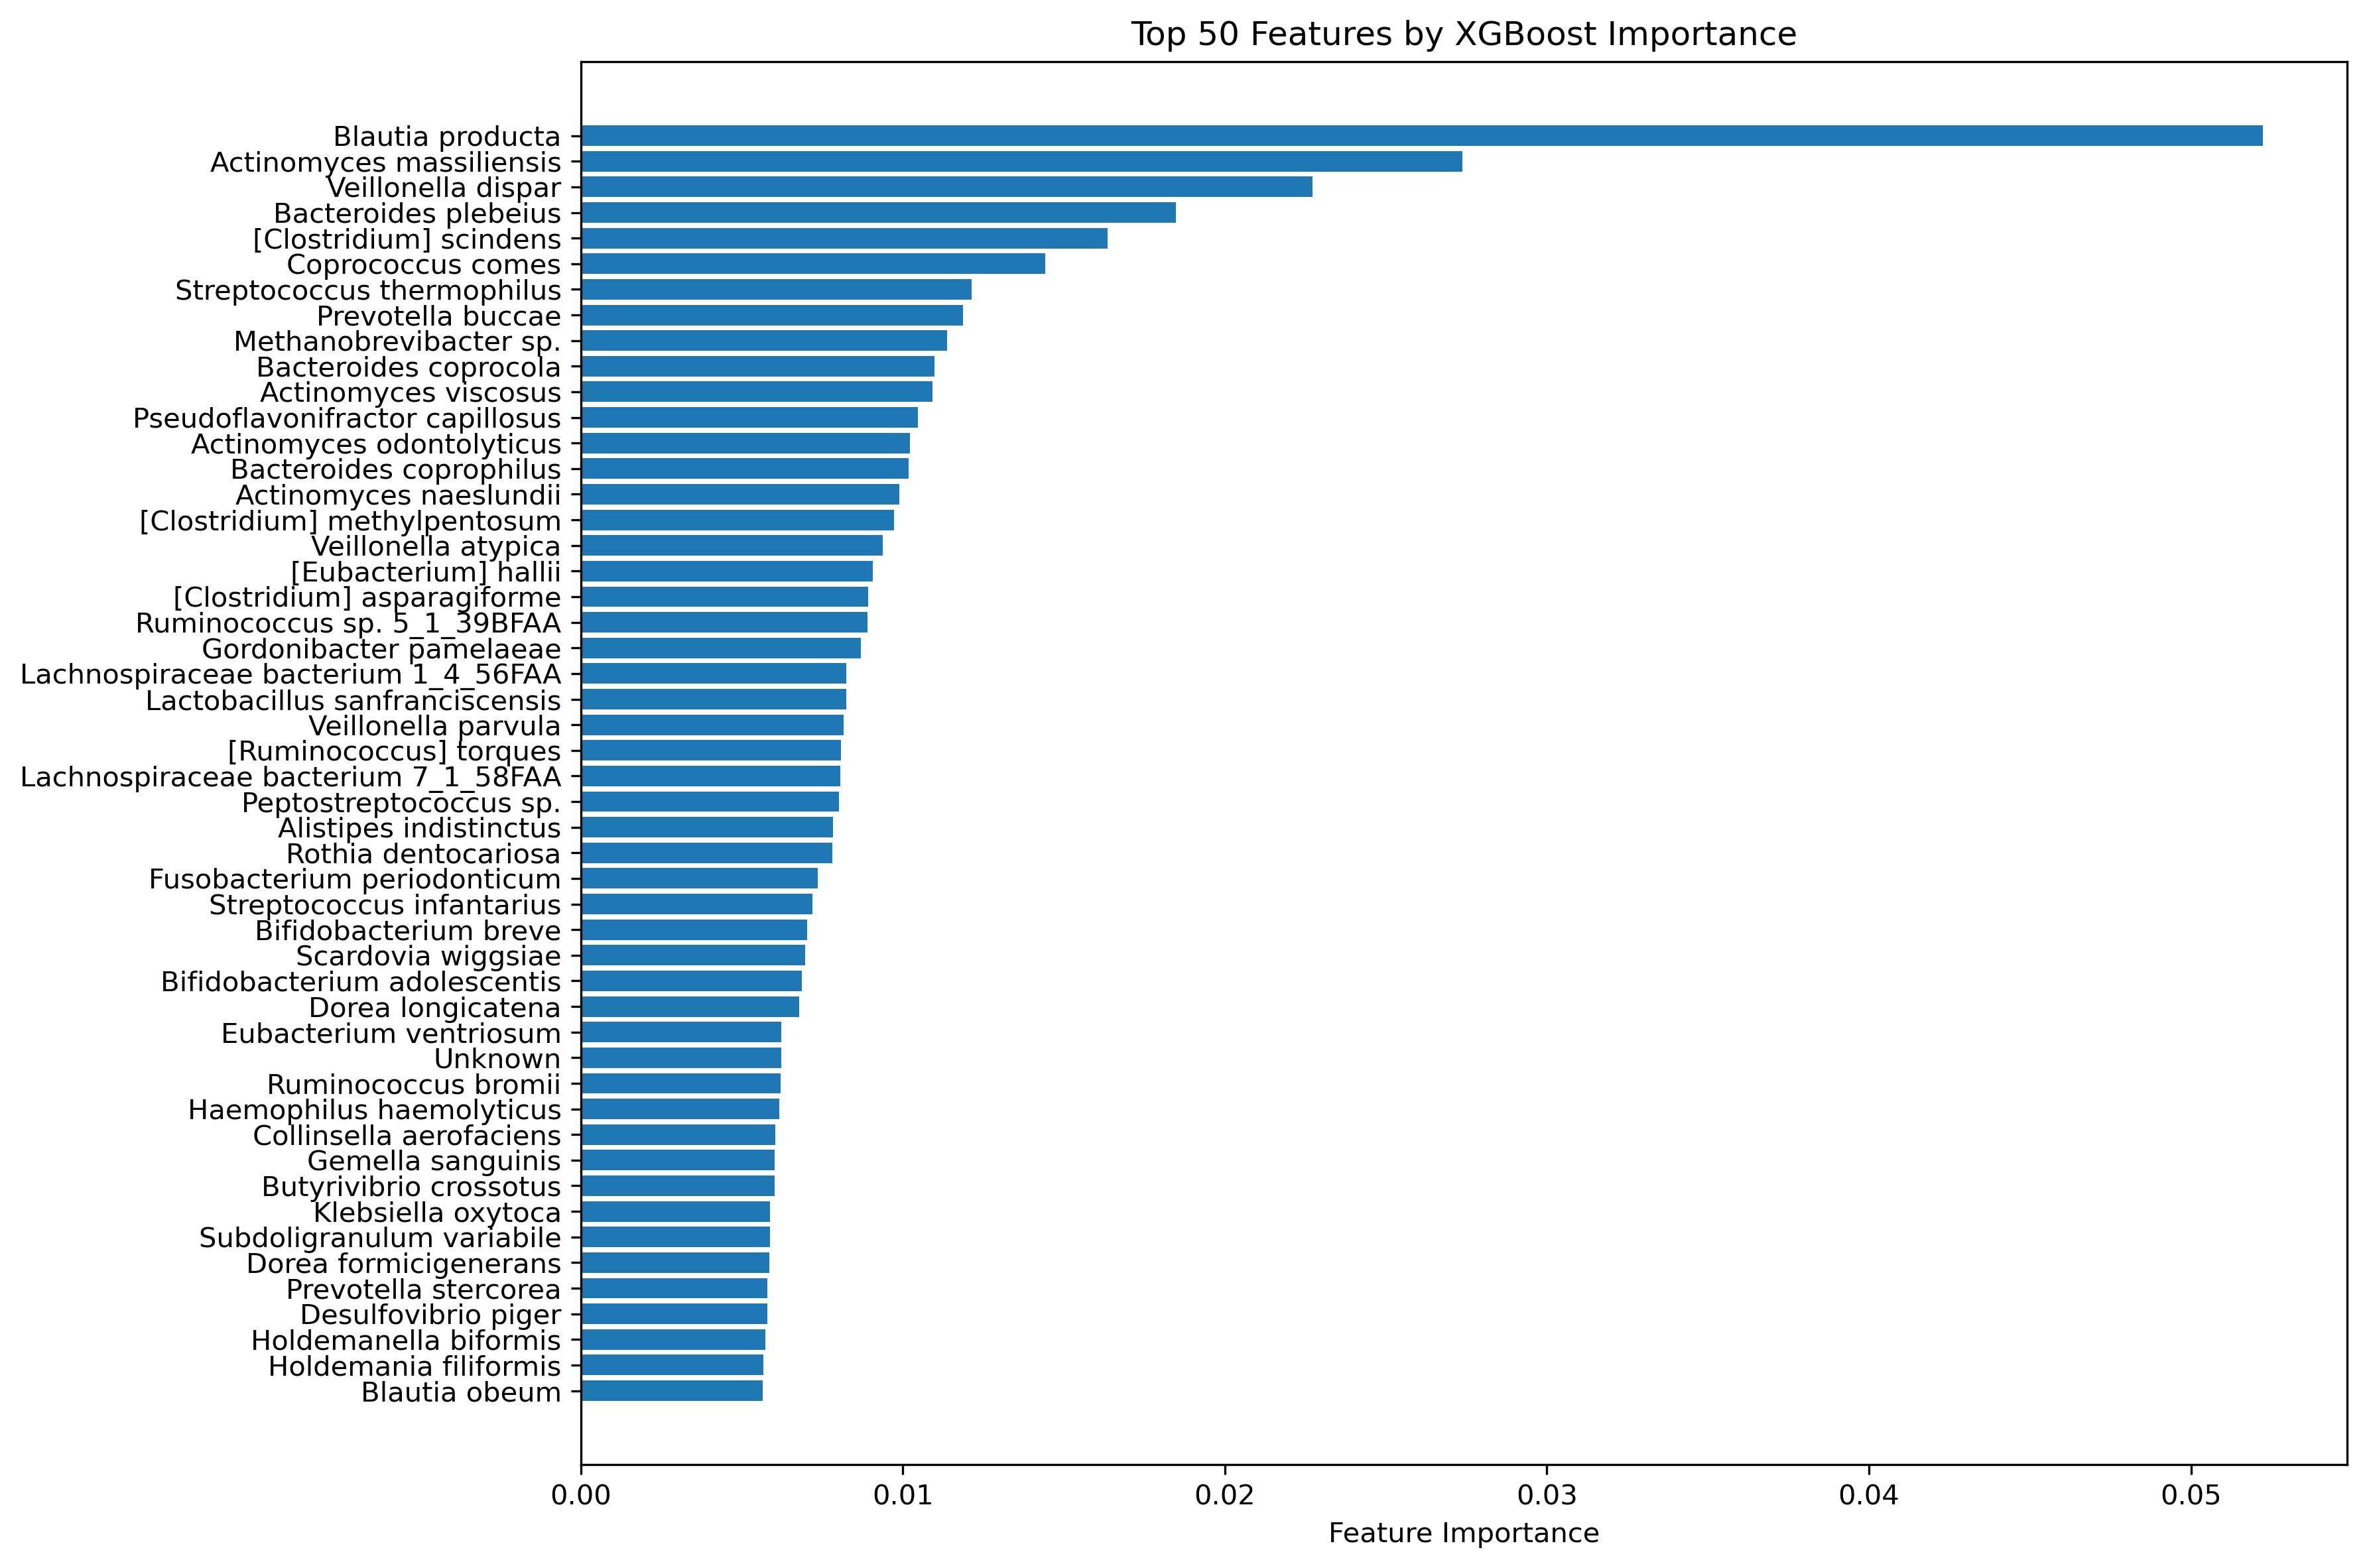 Top 50 Features by XGBoost Importance
Blautia producta
Actinomyces massiliensis
Veillonella dispar
Bacteroides plebeius
[Clostridium] scindens
Coprococcus comes
Streptococcus thermophilus
Prevotella buccae
Methanobrevibacter sp.
Bacteroides coprocola
Actinomyces viscosus
Pseudoflavonifractor capillosus
Actinomyces odontolyticus
Bacteroides coprophilus
Actinomyces naeslundii
[Clostridium] methylpentosum
Veillonella atypica
[Eubacterium] hallii
[Clostridium] asparagiforme
Ruminococcus sp. 5_1_39BFAA
Gordonibacter pamelaeae
Lachnospiraceae bacterium 1_4_56FAA
Lactobacillus sanfranciscensis
Veillonella parvula
[Ruminococcus] torques
Lachnospiraceae bacterium 7_1_58FAA
Peptostreptococcus sp.
Alistipes indistinctus
Rothia dentocariosa
Fusobacterium periodonticum
Streptococcus infantarius
Bifidobacterium breve
Scardovia wiggsiae
Bifidobacterium adolescentis
Dorea longicatena
Eubacterium ventriosum
Unknown
Ruminococcus bromii
Haemophilus haemolyticus
Collinsella aerofaciens
Gemella sanguinis
Butyrivibrio crossotus
Klebsiella oxytoca
Subdoligranulum variabile
Dorea formicigenerans
Prevotella stercorea
Desulfovibrio piger
Holdemanella biformis
Holdemania filiformis
Blautia obeum
0.00 0.01 0.02 0.03 0.04 0.05
Feature Importance